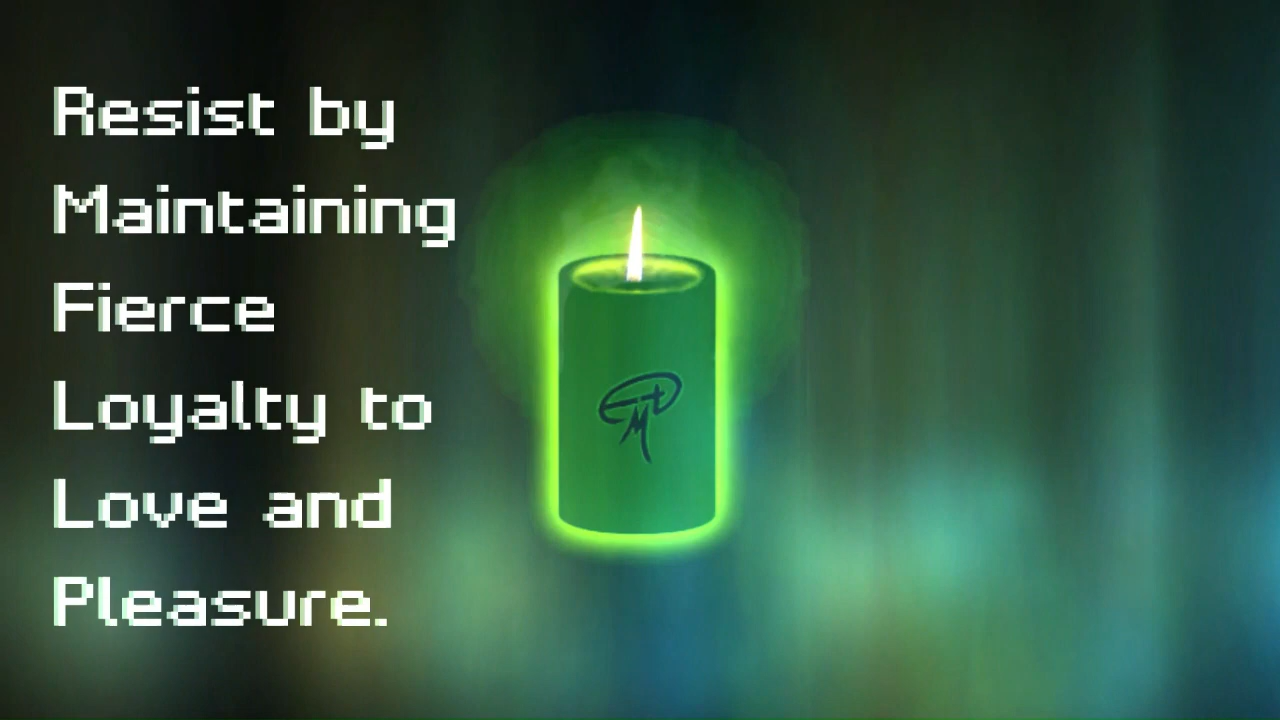 Resist by
Maintaining
Fierce
Loyalty to
Love and
Pleasure.